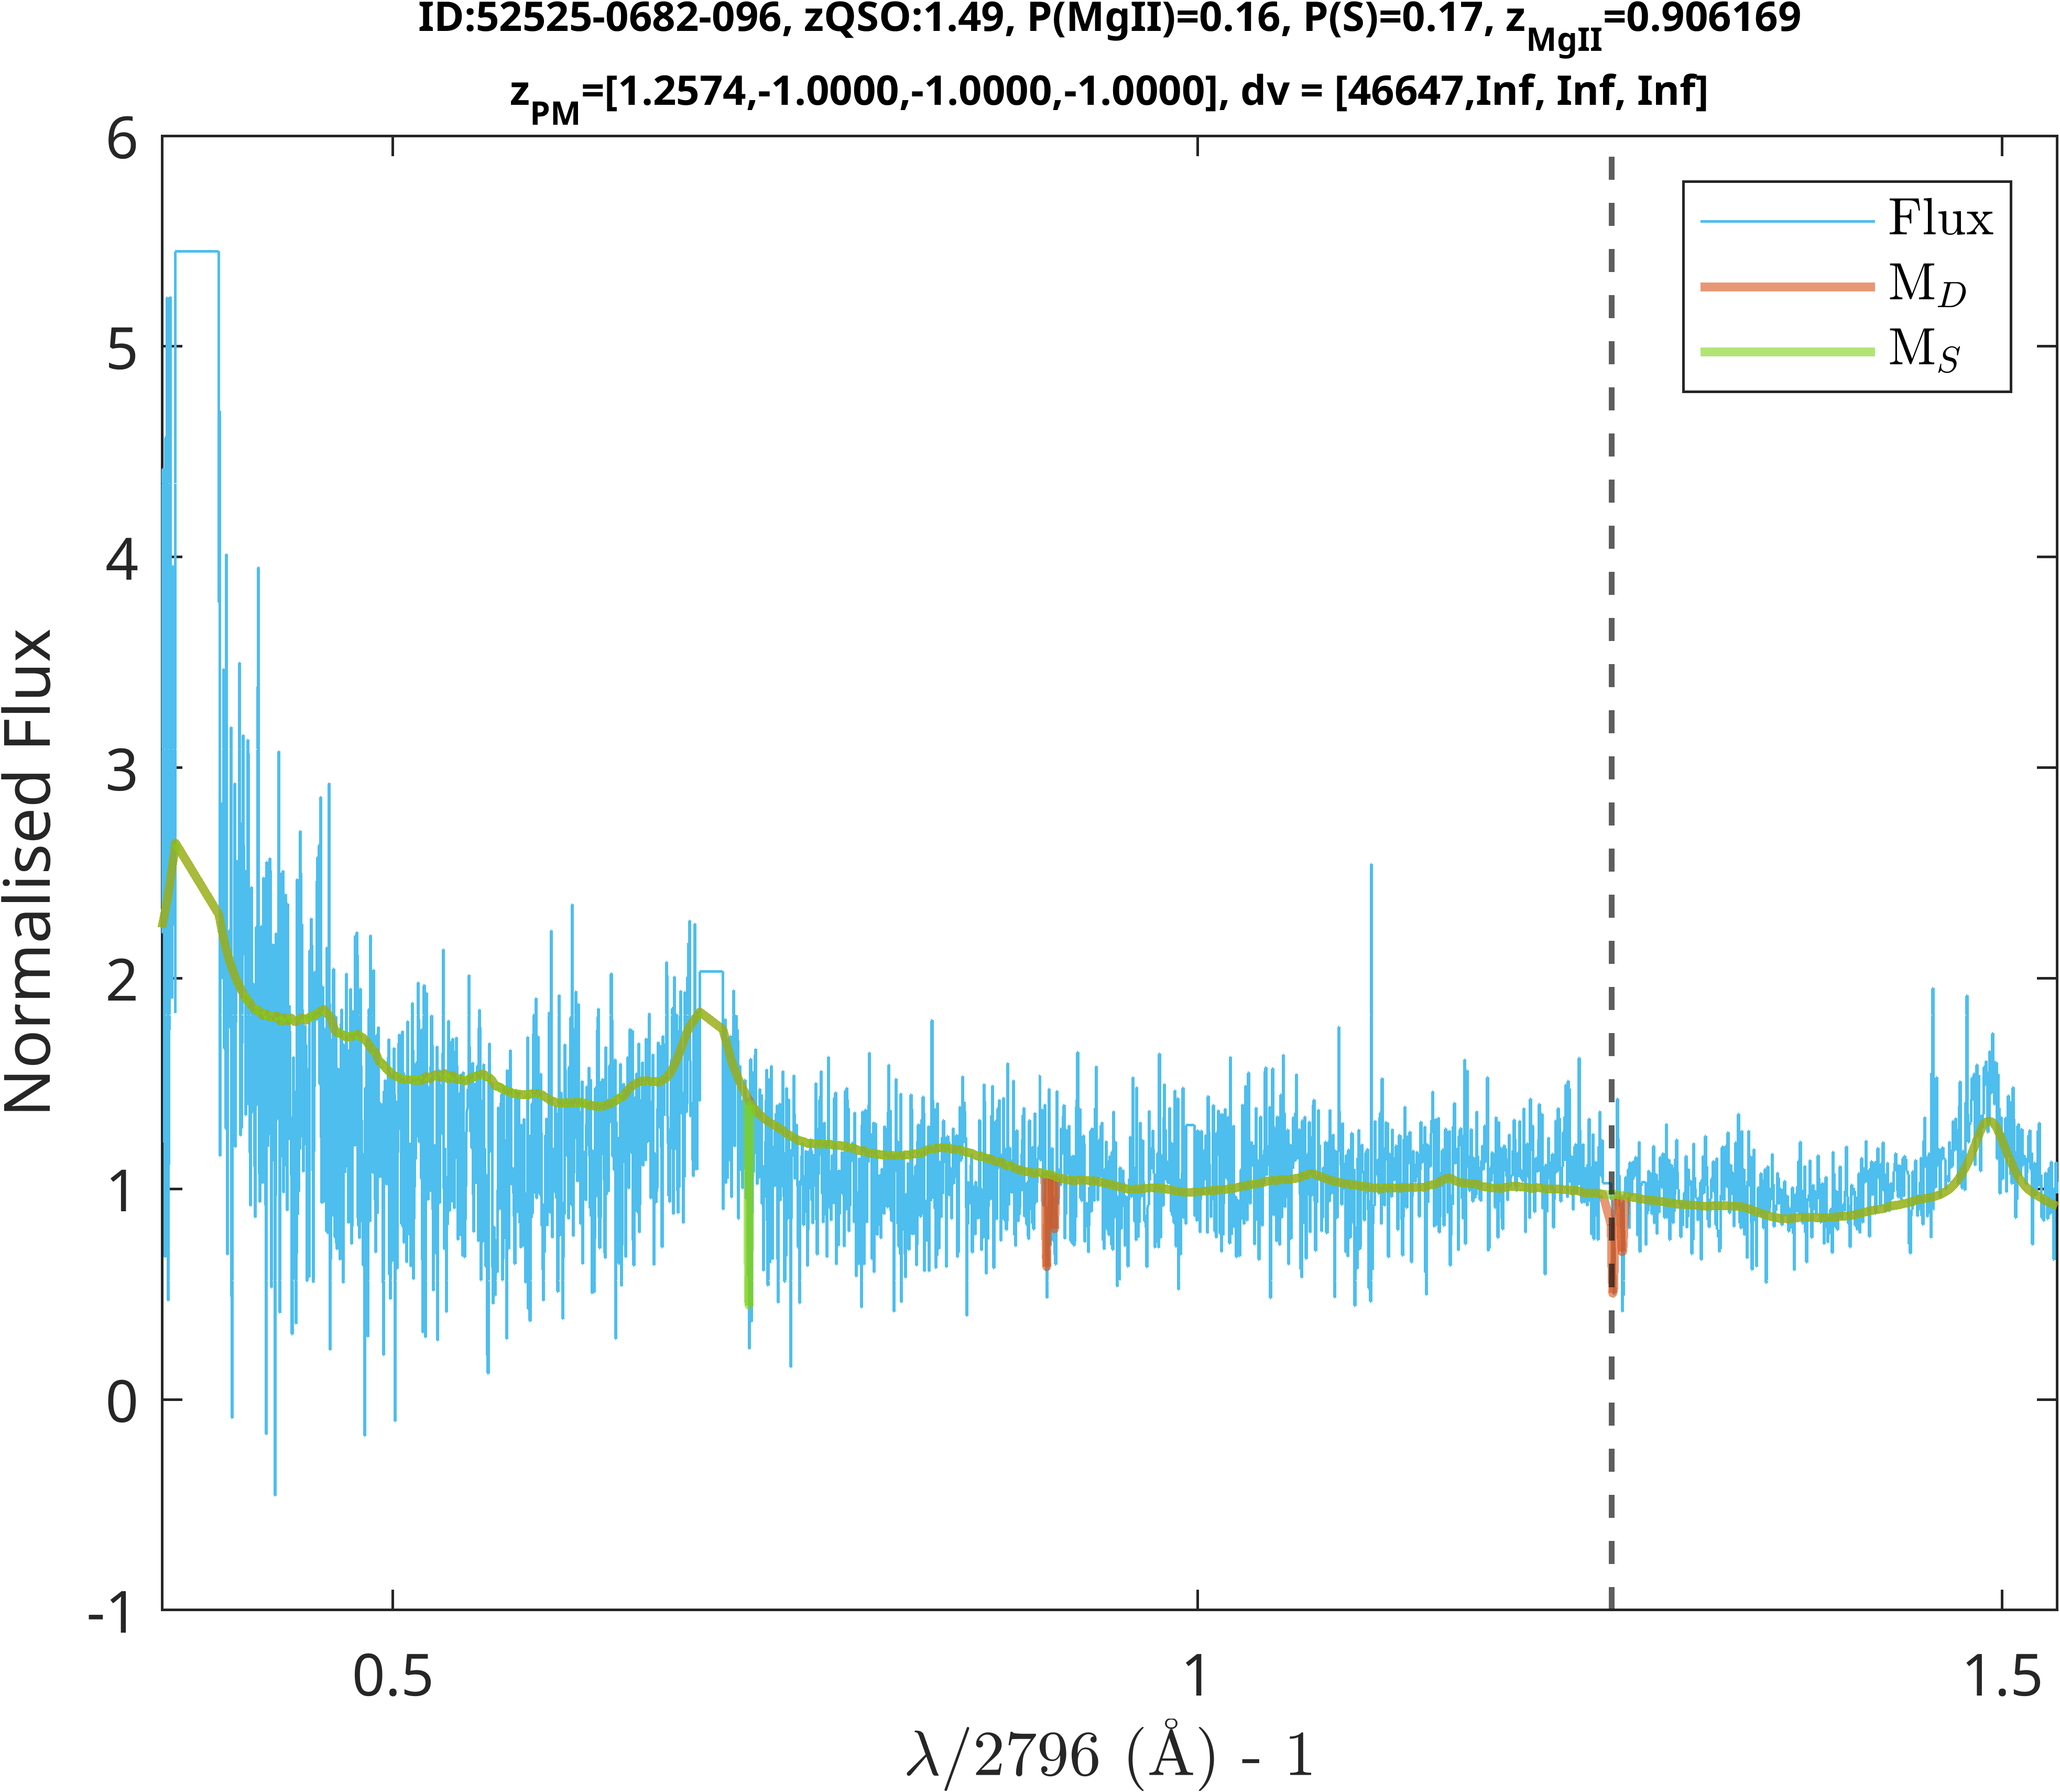 ID:52525-0682-096, zQSO:1.49, P(MgII)=0.16, P(S)=0.17, zMgII=0.906169
zPM=[1.2574,-1.0000,-1.0000,-1.0000], dv = [46647,Inf, Inf, Inf]
6
5
4
3
2
1
0
-1
Normalised Flux
Flux
MD
MS
0.5
1
1.5
λ/2796 (Å) - 1